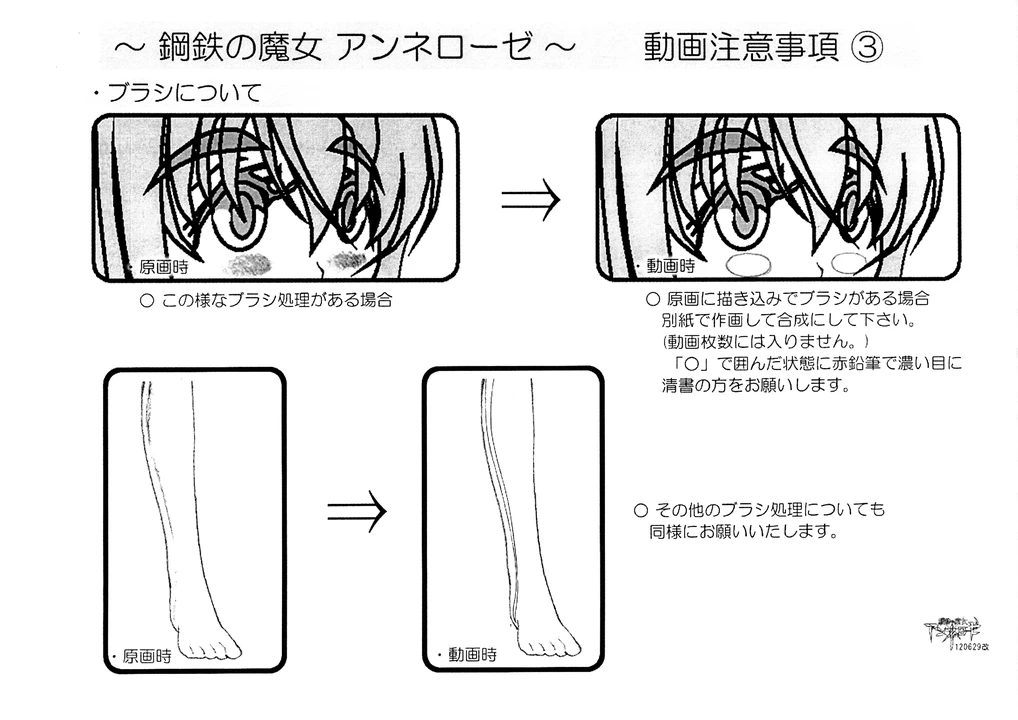 ～ 鋼鉄の魔女 アンネローゼ ～　動画注意事項 ③
・ブラシについて
・原画時
・動画時
○ この様なブラシ処理がある場合
○ 原画に描き込みでブラシがある場合
別紙で作画して合成にして下さい。
(動画枚数には入りません。)
「○」で囲んだ状態に赤鉛筆で濃い目に
清書の方をお願いします。
・原画時
・動画時
○ その他のブラシ処理についても
同様にお願いいたします。
120629改